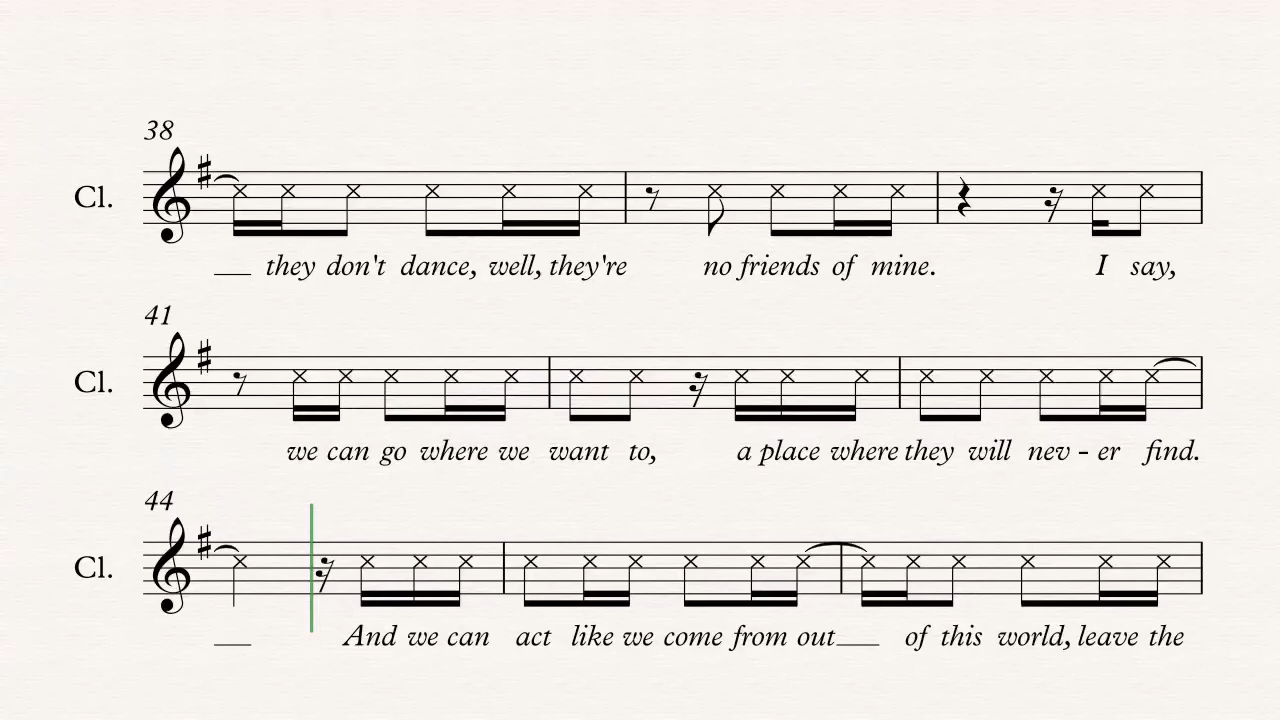 38
Cl.
they don't dance, well, they're no friends of mine. I say,
41
Cl.
we can go where we want to, a place where they will nev - er find.
44
Cl.
And we can act like we come from out of this world, leave the